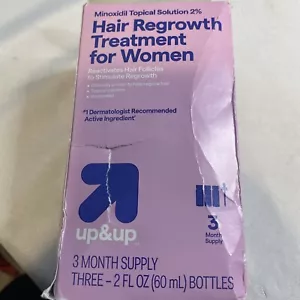 Minoxidil Topical Solution 2%
Hair Regrowth
Treatment
for Women
Reactivates Hair Follicles
to Stimulate Regrowth
#1 Dermatologist Recommended
Active Ingredient
up&up
3
Month
Supply
3 MONTH SUPPLY
THREE – 2 FL OZ (60 mL) BOTTLES